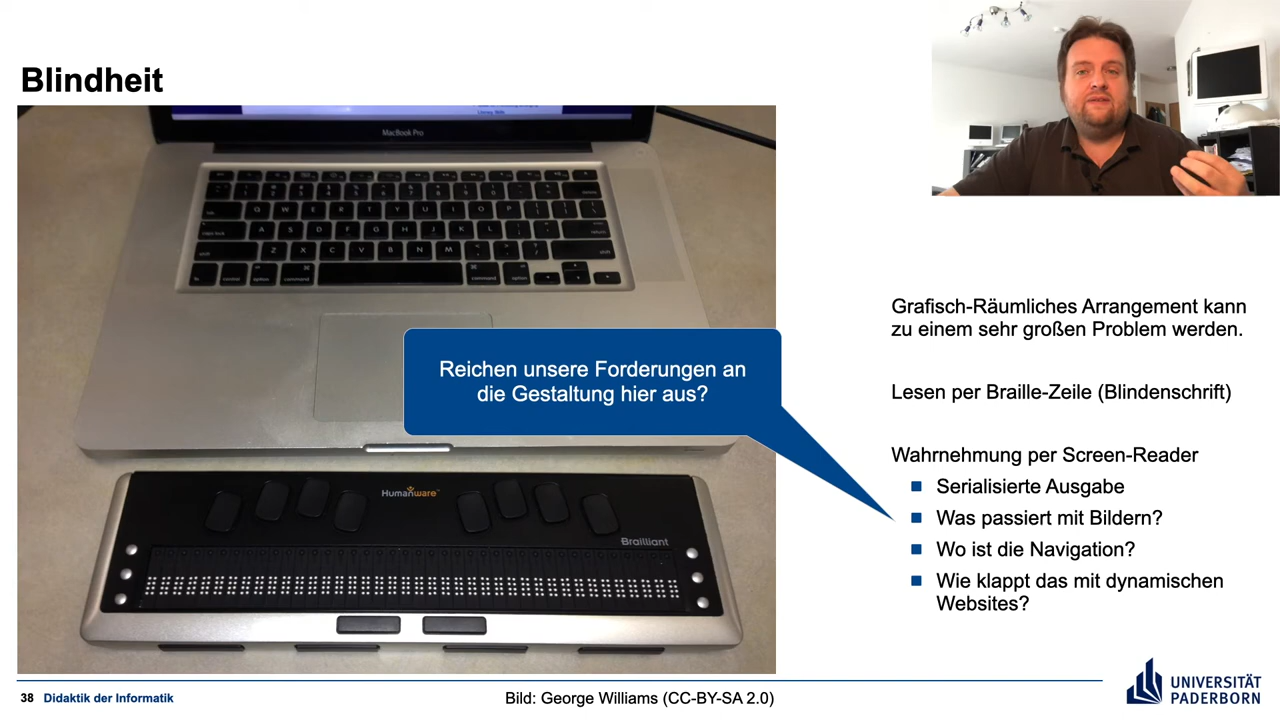 Blindheit
MacBook Pro
Q W E R T Y U I O P
A S D F G H J K L
Z X C V B N M
command
command
option
Reichen unsere Forderungen an
die Gestaltung hier aus?
HumanWare
Brailliant
Grafisch-Räumliches Arrangement kann
zu einem sehr großen Problem werden.
Lesen per Braille-Zeile (Blindenschrift)
Wahrnehmung per Screen-Reader
Serialisierte Ausgabe
Was passiert mit Bildern?
Wo ist die Navigation?
Wie klappt das mit dynamischen
Websites?
38 Didaktik der Informatik
Bild: George Williams (CC-BY-SA 2.0)
UNIVERSITÄT
PADERBORN